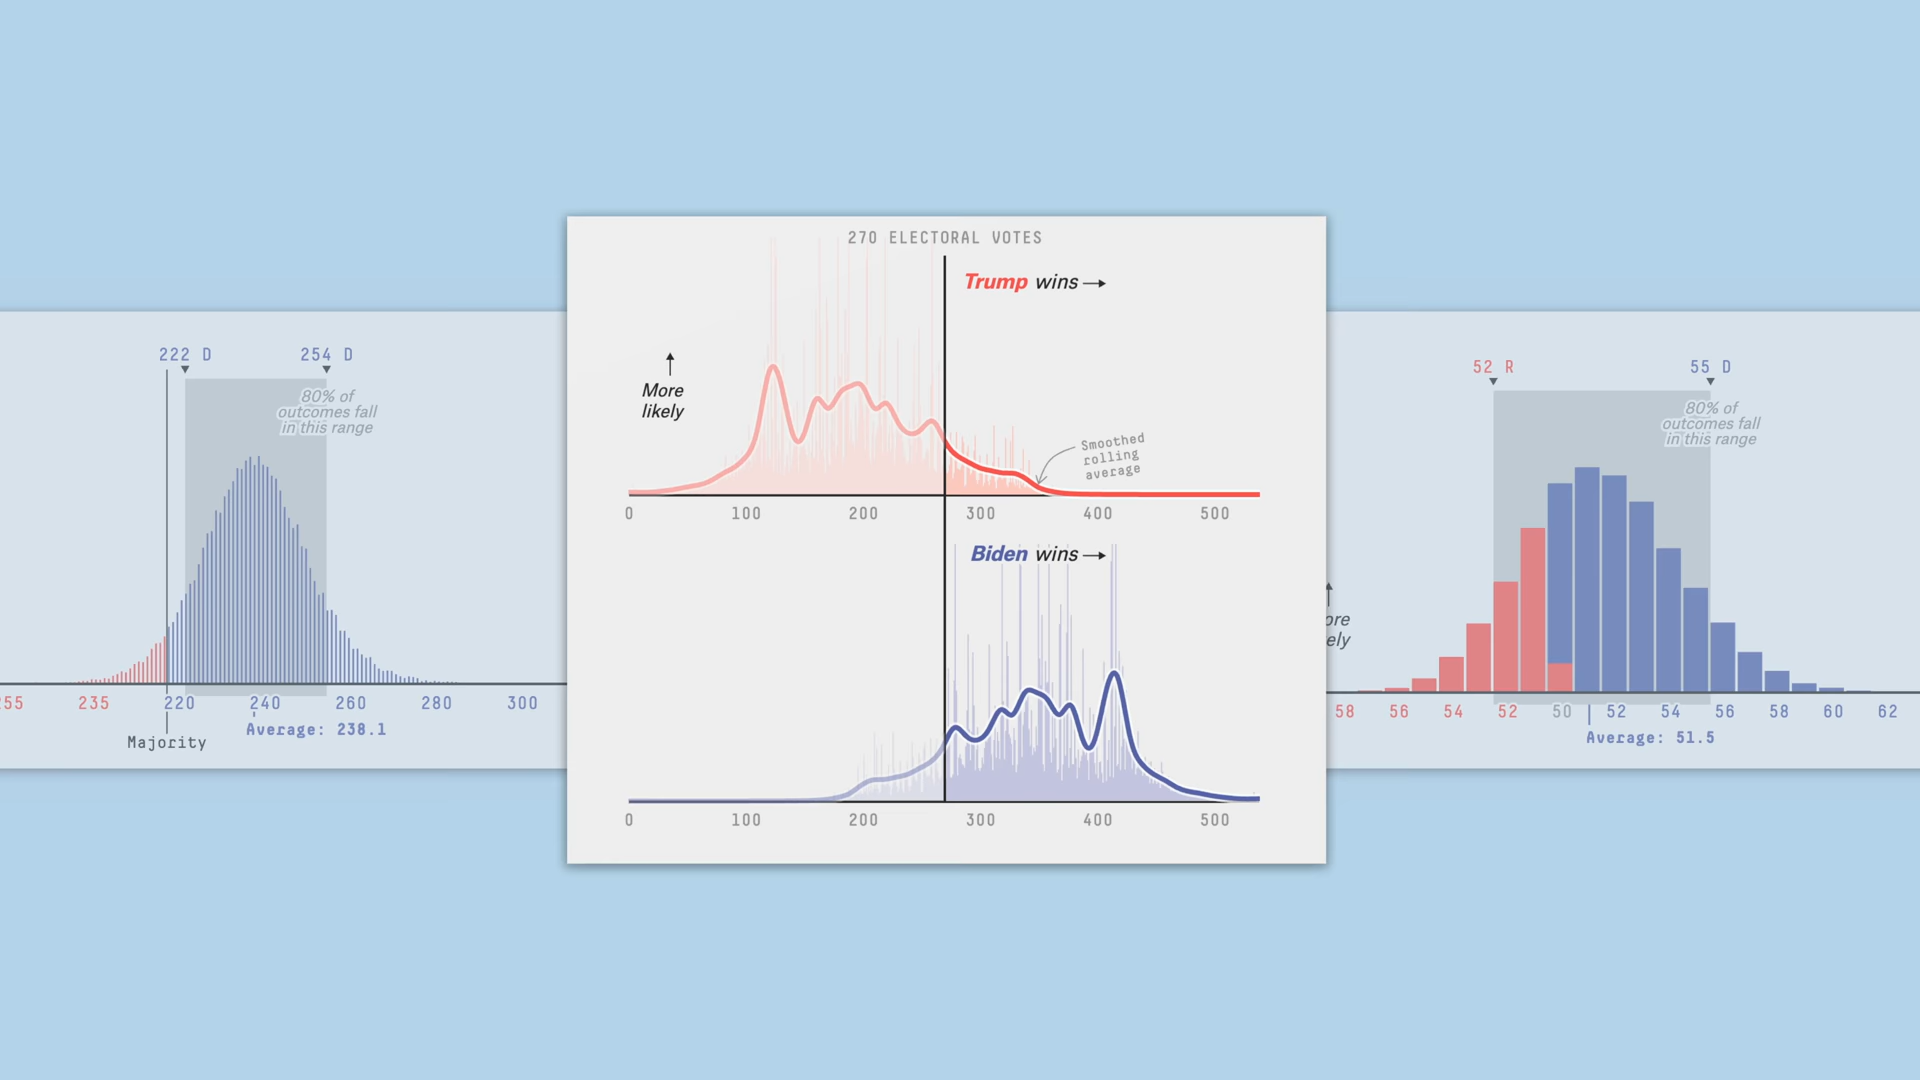 222 D
254 D
80% of
outcomes fall
in this range
235
220
240
260
280
300
Average: 238.1
Majority
270 ELECTORAL VOTES
Trump wins
More
likely
Smoothed
rolling
average
0
100
200
300
400
500
Biden wins
0
100
200
300
400
500
52 R
55 D
80% of
outcomes fall
in this range
58
56
54
52
50
52
54
56
58
60
62
Average: 51.5